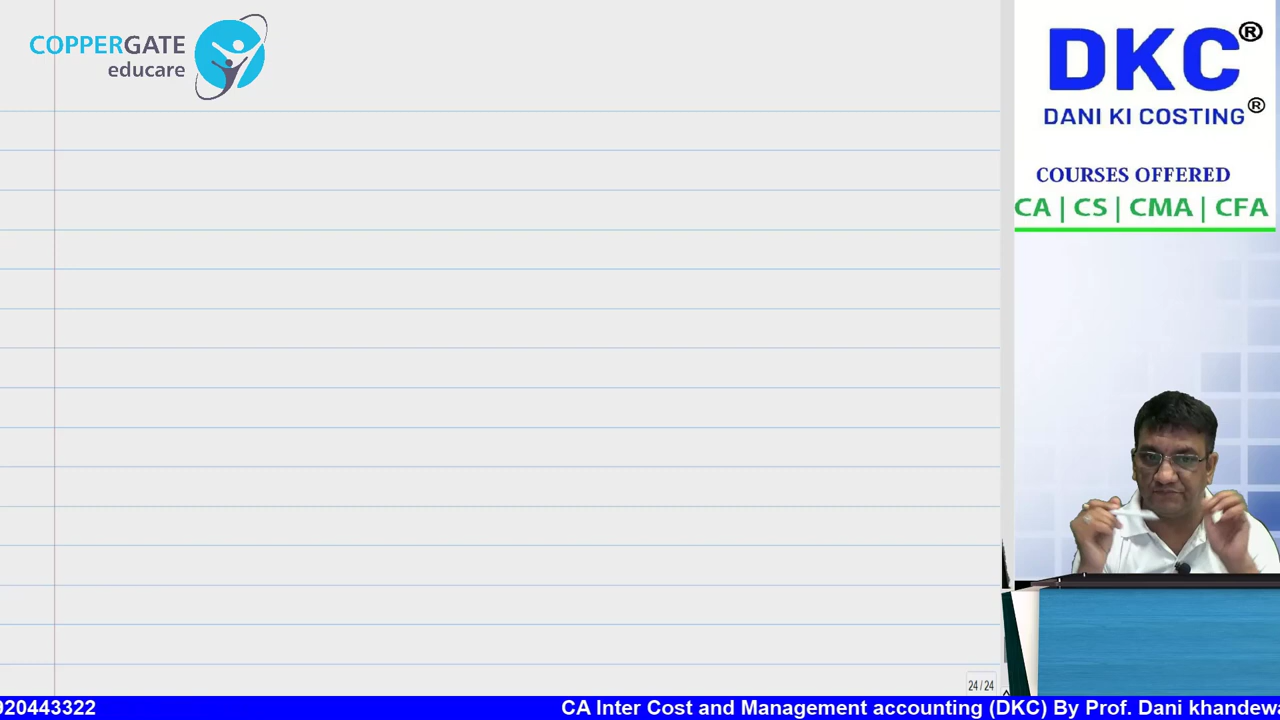 COPPERGATE
educare
DKC®
DANI KI COSTING®
COURSES OFFERED
CA | CS | CMA | CFA
24 / 24
920443322 CA Inter Cost and Management accounting (DKC) By Prof. Dani khandewa